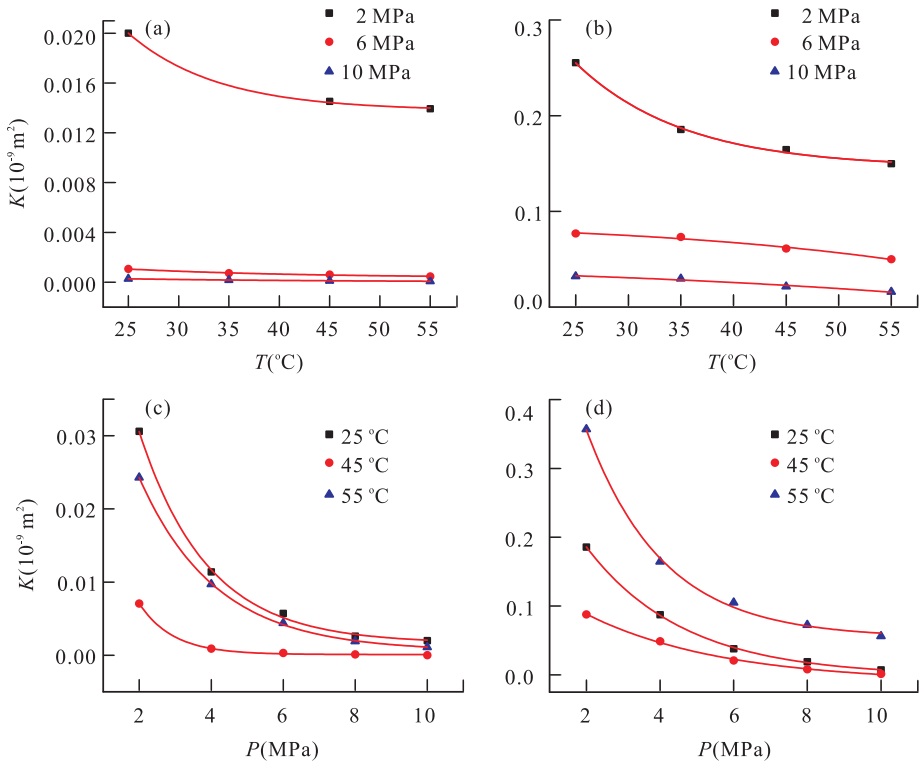 (a)
2 MPa
6 MPa
10 MPa
0.020
0.016
0.012
0.008
0.004
0.000
K(10⁻⁹ m²)
25 30 35 40 45 50 55
T(°C)
(b)
2 MPa
6 MPa
10 MPa
0.3
0.2
0.1
0.0
25 30 35 40 45 50 55
T(°C)
(c)
25 °C
45 °C
55 °C
0.03
0.02
0.01
0.00
K(10⁻⁹ m²)
2 4 6 8 10
P(MPa)
(d)
25 °C
45 °C
55 °C
0.4
0.3
0.2
0.1
0.0
2 4 6 8 10
P(MPa)